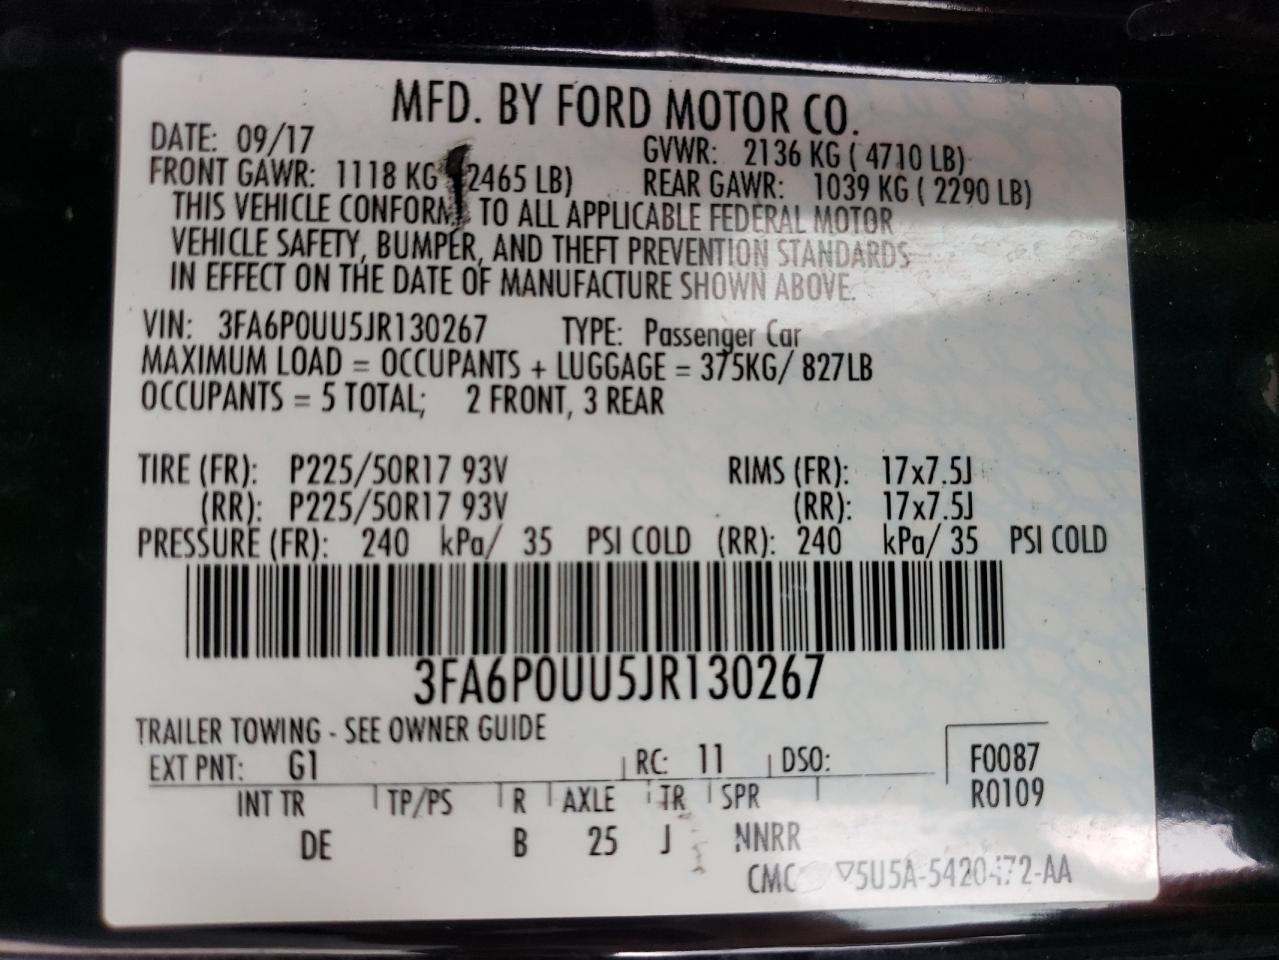 MFD. BY FORD MOTOR CO.
DATE: 09/17 GVWR: 2136 KG ( 4710 LB)
FRONT GAWR: 1118 KG 2465 LB) REAR GAWR: 1039 KG ( 2290 LB)
THIS VEHICLE CONFORM TO ALL APPLICABLE FEDERAL MOTOR
VEHICLE SAFETY, BUMPER, AND THEFT PREVENTION STANDARDS
IN EFFECT ON THE DATE OF MANUFACTURE SHOWN ABOVE.
VIN: 3FA6P0UU5JR130267 TYPE: Passenger Car
MAXIMUM LOAD = OCCUPANTS + LUGGAGE = 375KG/ 827LB
OCCUPANTS = 5 TOTAL; 2 FRONT, 3 REAR
TIRE (FR): P225/50R17 93V RIMS (FR): 17x7.5J
(RR): P225/50R17 93V (RR): 17x7.5J
PRESSURE (FR): 240 kPa/ 35 PSI COLD (RR): 240 kPa/ 35 PSI COLD
3FA6P0UU5JR130267
TRAILER TOWING - SEE OWNER GUIDE
EXT PNT: G1 RC: 11 DSO: F0087
INT TR TP/PS R AXLE TR SPR R0109
DE B 25 J NNRR
CMC ▽5U5A-5420472-AA